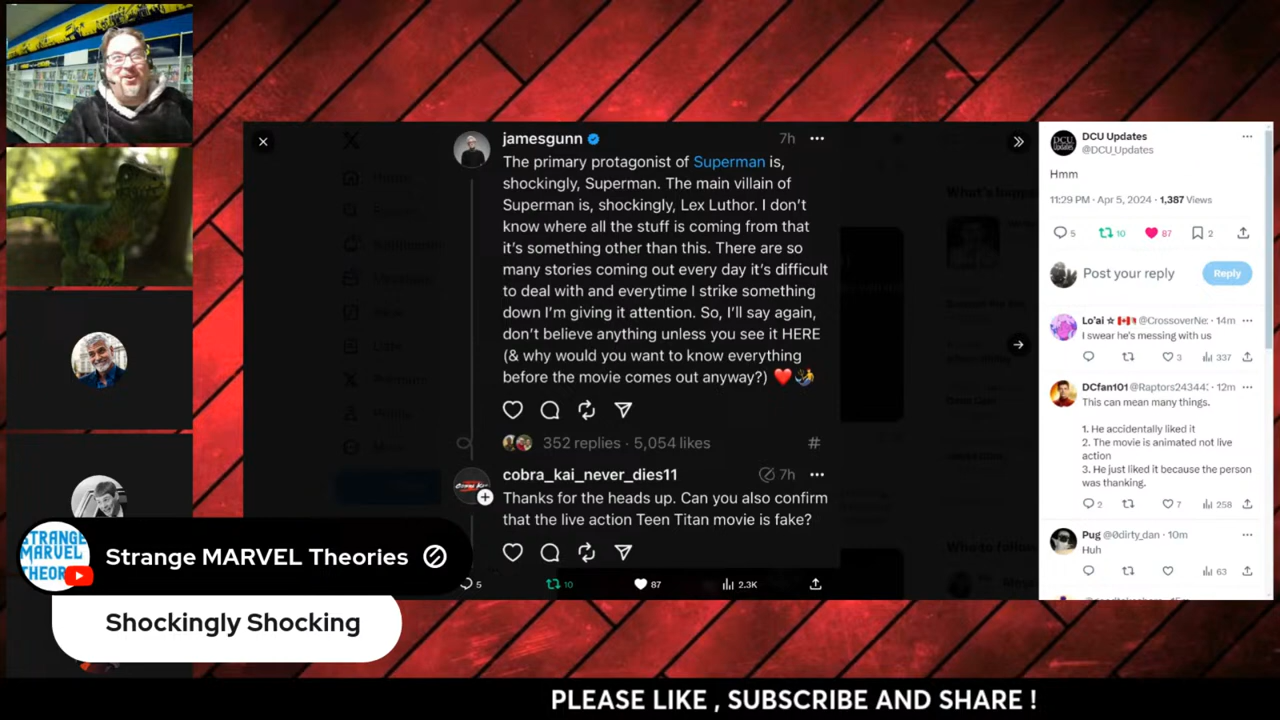 jamesgunn
7h
The primary protagonist of Superman is,
shockingly, Superman. The main villain of
Superman is, shockingly, Lex Luthor. I don't
know where all the stuff is coming from that
it's something other than this. There are so
many stories coming out every day it's difficult
to deal with and everytime I strike something
down I'm giving it attention. So, I'll say again,
don't believe anything unless you see it HERE
(& why would you want to know everything
before the movie comes out anyway?) ❤️
352 replies · 5,054 likes
#
cobra_kai_never_dies11
7h
Thanks for the heads up. Can you also confirm
that the live action Teen Titan movie is fake?
5
10
87
2.3K
DCU Updates
@DCU_Updates
Hmm
11:29 PM · Apr 5, 2024 · 1,387 Views
5
10
87
2
Post your reply
Reply
Lo'ai ☆ @CrossoverNe: · 14m
I swear he's messing with us
3
337
DCfan101 @Raptors24344: · 12m
This can mean many things.
1. He accidentally liked it
2. The movie is animated not live
action
3. He just liked it because the person
was thanking.
2
7
258
Pug @0dirty_dan · 10m
Huh
63
STRANGE
MARVEL
THEOR
Strange MARVEL Theories
Shockingly Shocking
PLEASE LIKE , SUBSCRIBE AND SHARE !